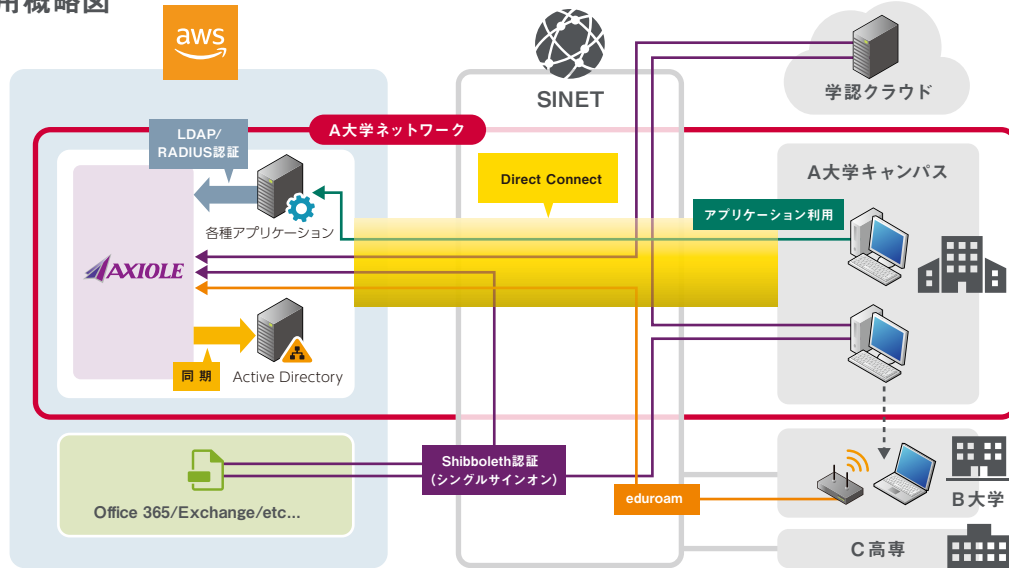 用概略図
aws
SINET
学認クラウド
A大学ネットワーク
LDAP/
RADIUS認証
Direct Connect
A大学キャンパス
アプリケーション利用
各種アプリケーション
AXIOLE
同期
Active Directory
Shibboleth認証
(シングルサインオン)
eduroam
Office 365/Exchange/etc...
B大学
C高専